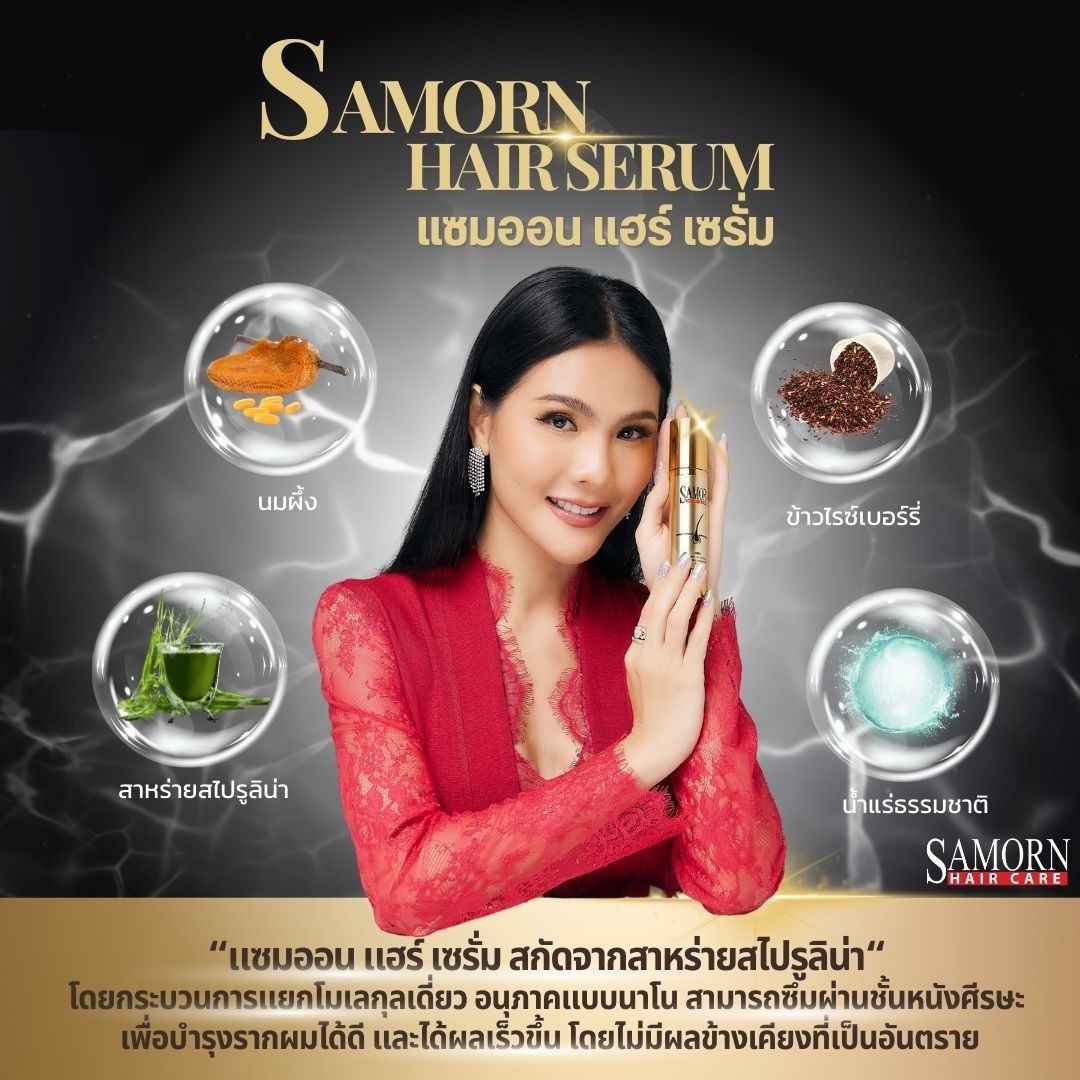 SAMORN
HAIR SERUM
แซมออน แฮร์ เซรั่ม
นมผึ้ง
ข้าวไรซ์เบอร์รี่
SAMORN
สาหร่ายสไปรูลิน่า
น้ำแร่ธรรมชาติ
SAMORN
HAIR CARE
“แซมออน แฮร์ เซรั่ม สกัดจากสาหร่ายสไปรูลิน่า“
โดยกระบวนการแยกโมเลกุลเดี่ยว อนุภาคแบบนาโน สามารถซึมผ่านชั้นหนังศีรษะ
เพื่อบำรุงรากผมได้ดี และได้ผลเร็วขึ้น โดยไม่มีผลข้างเคียงที่เป็นอันตราย